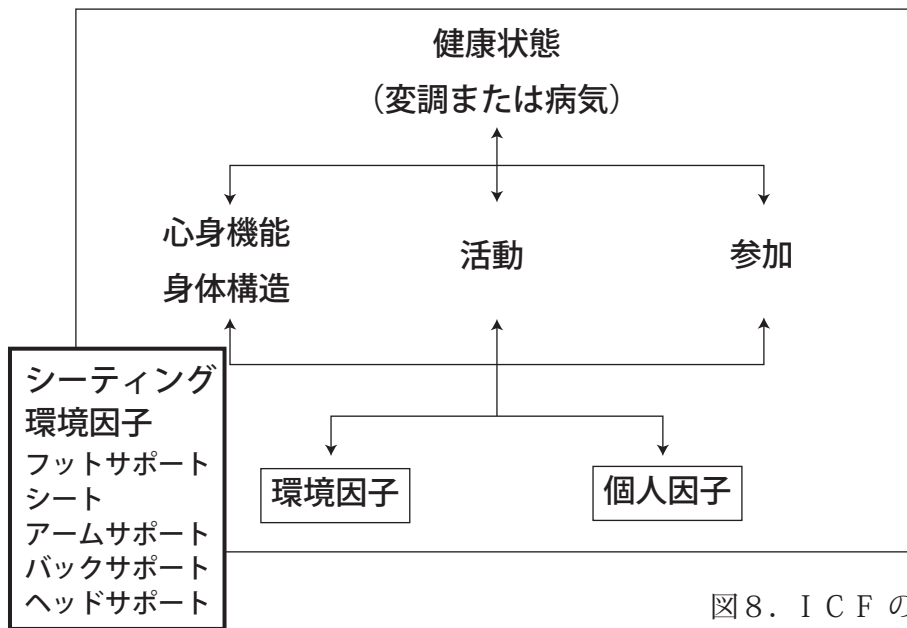 健康状態
（変調または病気）
心身機能
身体構造
活動
参加
シーティング
環境因子
フットサポート
シート
アームサポート
バックサポート
ヘッドサポート
環境因子
個人因子
図８．ＩＣＦの